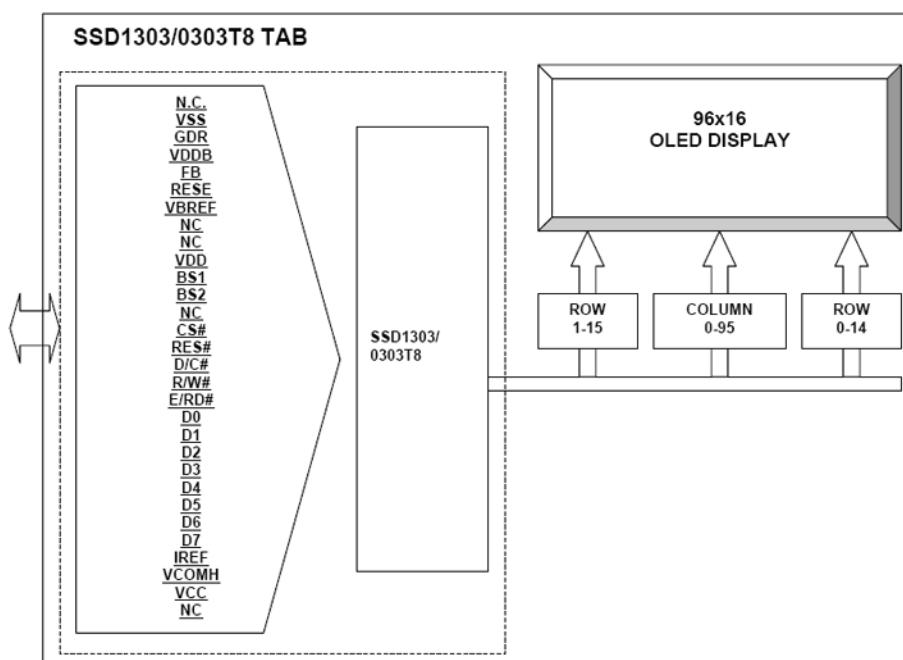 SSD1303/0303T8 TAB
N.C.
VSS
GDR
VDDB
FB
RESE
VBREF
NC
NC
VDD
BS1
BS2
NC
CS#
RES#
D/C#
R/W#
E/RD#
D0
D1
D2
D3
D4
D5
D6
D7
IREF
VCOMH
VCC
NC
SSD1303/
0303T8
96x16
OLED DISPLAY
ROW
1-15
COLUMN
0-95
ROW
0-14